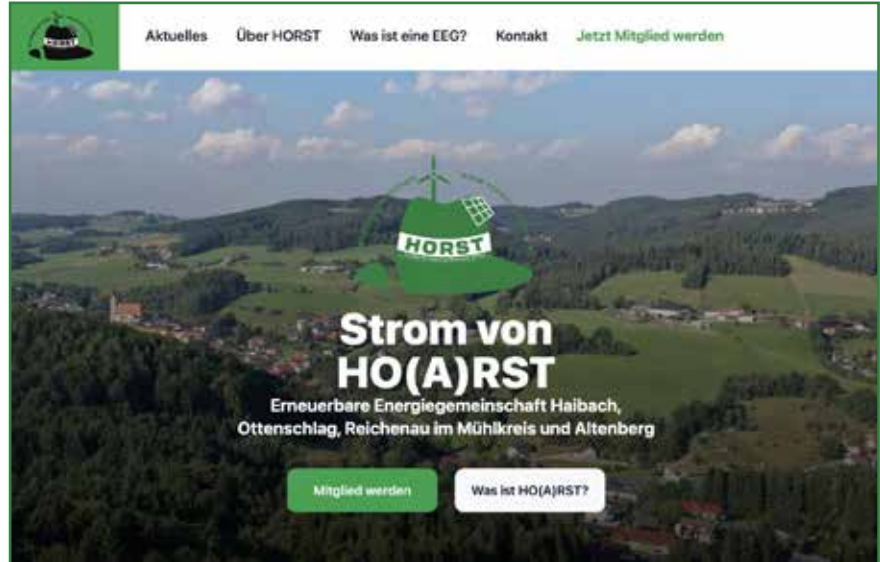 HORST
Aktuelles Über HORST Was ist eine EEG? Kontakt Jetzt Mitglied werden
HORST
Strom von
HO(A)RST
Erneuerbare Energiegemeinschaft Haibach,
Ottenschlag, Reichenau im Mühlkreis und Altenberg
Mitglied werden Was ist HO(A)RST?